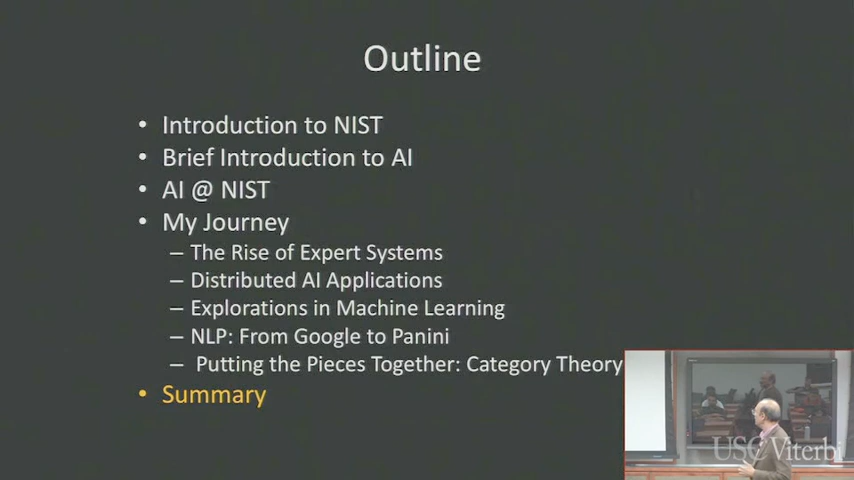 Outline
• Introduction to NIST
• Brief Introduction to AI
• AI @ NIST
• My Journey
– The Rise of Expert Systems
– Distributed AI Applications
– Explorations in Machine Learning
– NLP: From Google to Panini
– Putting the Pieces Together: Category Theory
• Summary
USC Viterbi